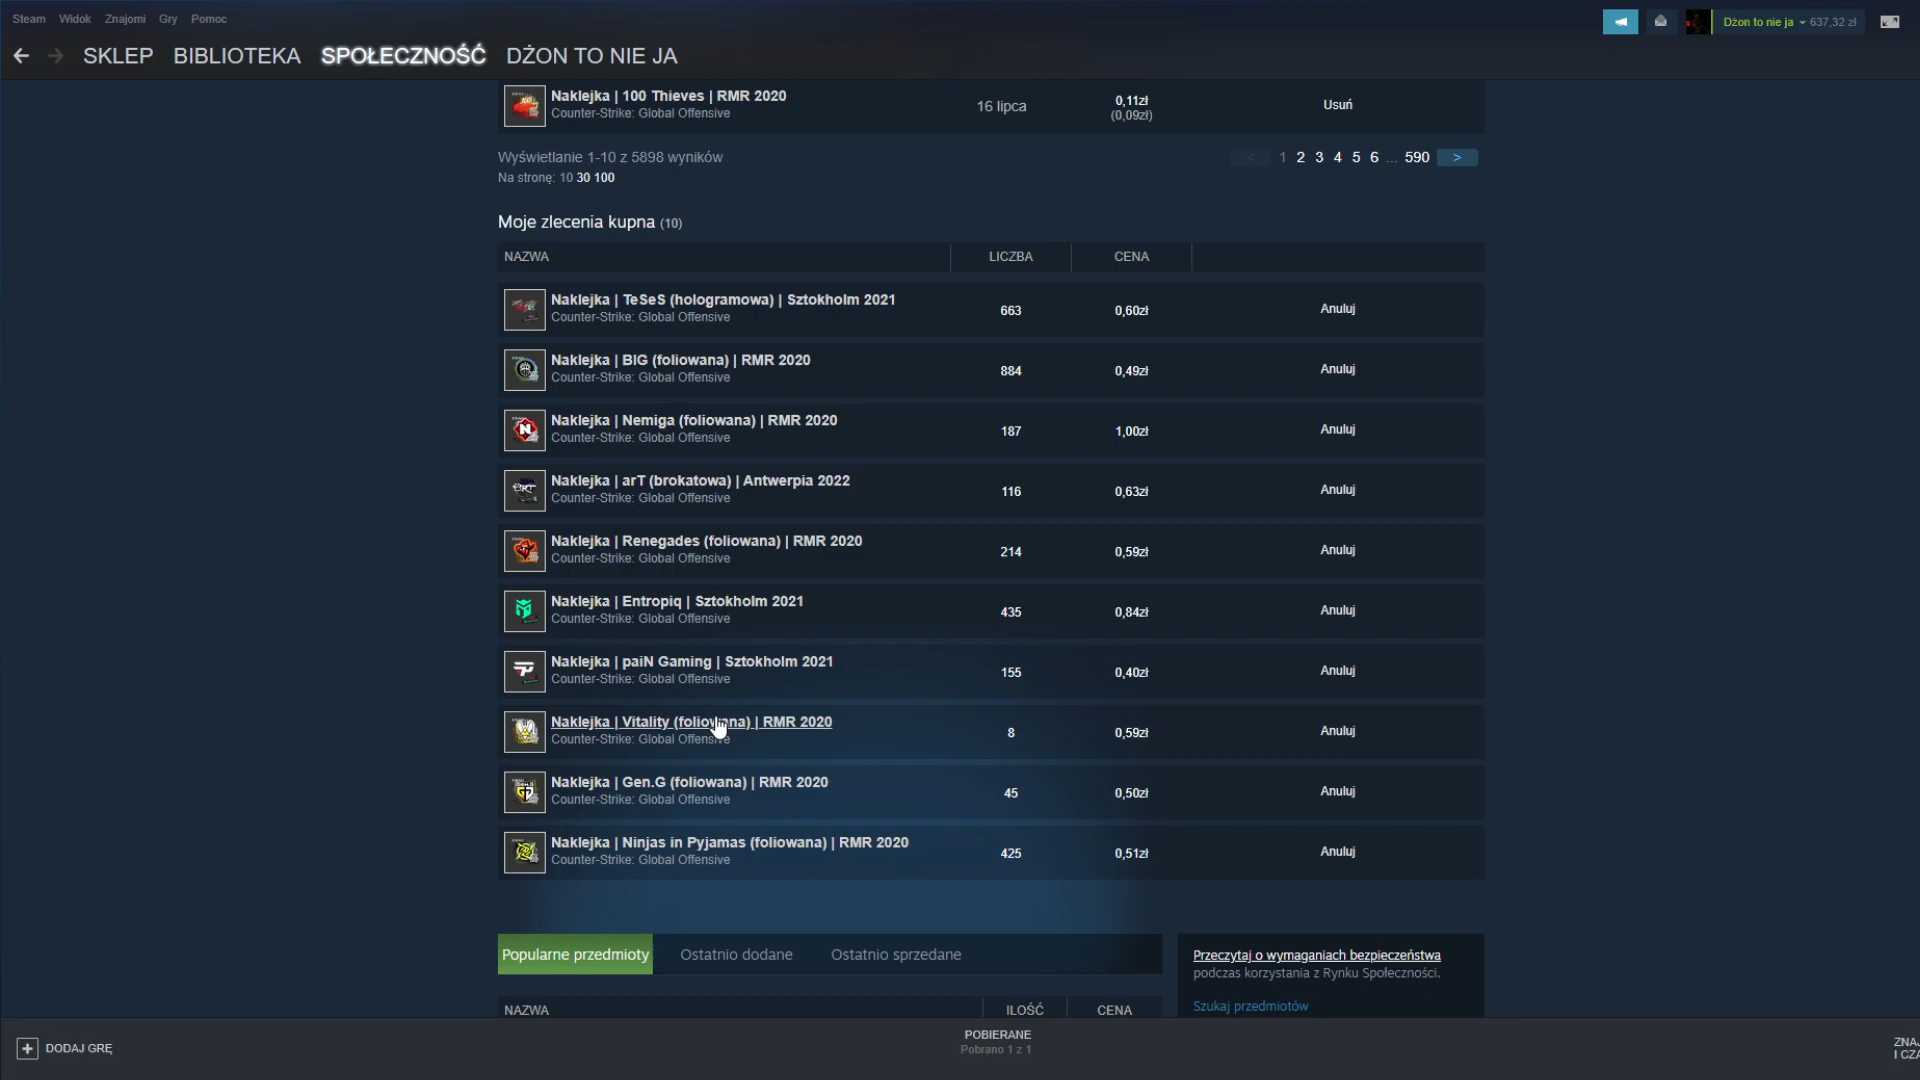 Steam Widok Znajomi Gry Pomoc
Dżon to nie ja 637,32 zł
SKLEP BIBLIOTEKA SPOŁECZNOŚĆ DŻON TO NIE JA
Naklejka | 100 Thieves | RMR 2020
Counter-Strike: Global Offensive
16 lipca
0,11zł
(0,09zł)
Usuń
Wyświetlanie 1-10 z 5898 wyników
< 1 2 3 4 5 6 ... 590 >
Na stronę: 10 30 100
Moje zlecenia kupna (10)
NAZWA LICZBA CENA
Naklejka | TeSeS (hologramowa) | Sztokholm 2021
Counter-Strike: Global Offensive
663 0,60zł Anuluj
Naklejka | BIG (foliowana) | RMR 2020
Counter-Strike: Global Offensive
884 0,49zł Anuluj
Naklejka | Nemiga (foliowana) | RMR 2020
Counter-Strike: Global Offensive
187 1,00zł Anuluj
Naklejka | arT (brokatowa) | Antwerpia 2022
Counter-Strike: Global Offensive
116 0,63zł Anuluj
Naklejka | Renegades (foliowana) | RMR 2020
Counter-Strike: Global Offensive
214 0,59zł Anuluj
Naklejka | Entropiq | Sztokholm 2021
Counter-Strike: Global Offensive
435 0,84zł Anuluj
Naklejka | paiN Gaming | Sztokholm 2021
Counter-Strike: Global Offensive
155 0,40zł Anuluj
Naklejka | Vitality (foliowana) | RMR 2020
Counter-Strike: Global Offensive
8 0,59zł Anuluj
Naklejka | Gen.G (foliowana) | RMR 2020
Counter-Strike: Global Offensive
45 0,50zł Anuluj
Naklejka | Ninjas in Pyjamas (foliowana) | RMR 2020
Counter-Strike: Global Offensive
425 0,51zł Anuluj
Popularne przedmioty Ostatnio dodane Ostatnio sprzedane
NAZWA ILOŚĆ CENA
Przeczytaj o wymaganiach bezpieczeństwa
podczas korzystania z Rynku Społeczności.
Szukaj przedmiotów
DODAJ GRĘ
POBIERANE
Pobrano 1 z 1
ZNAJ
I CZA